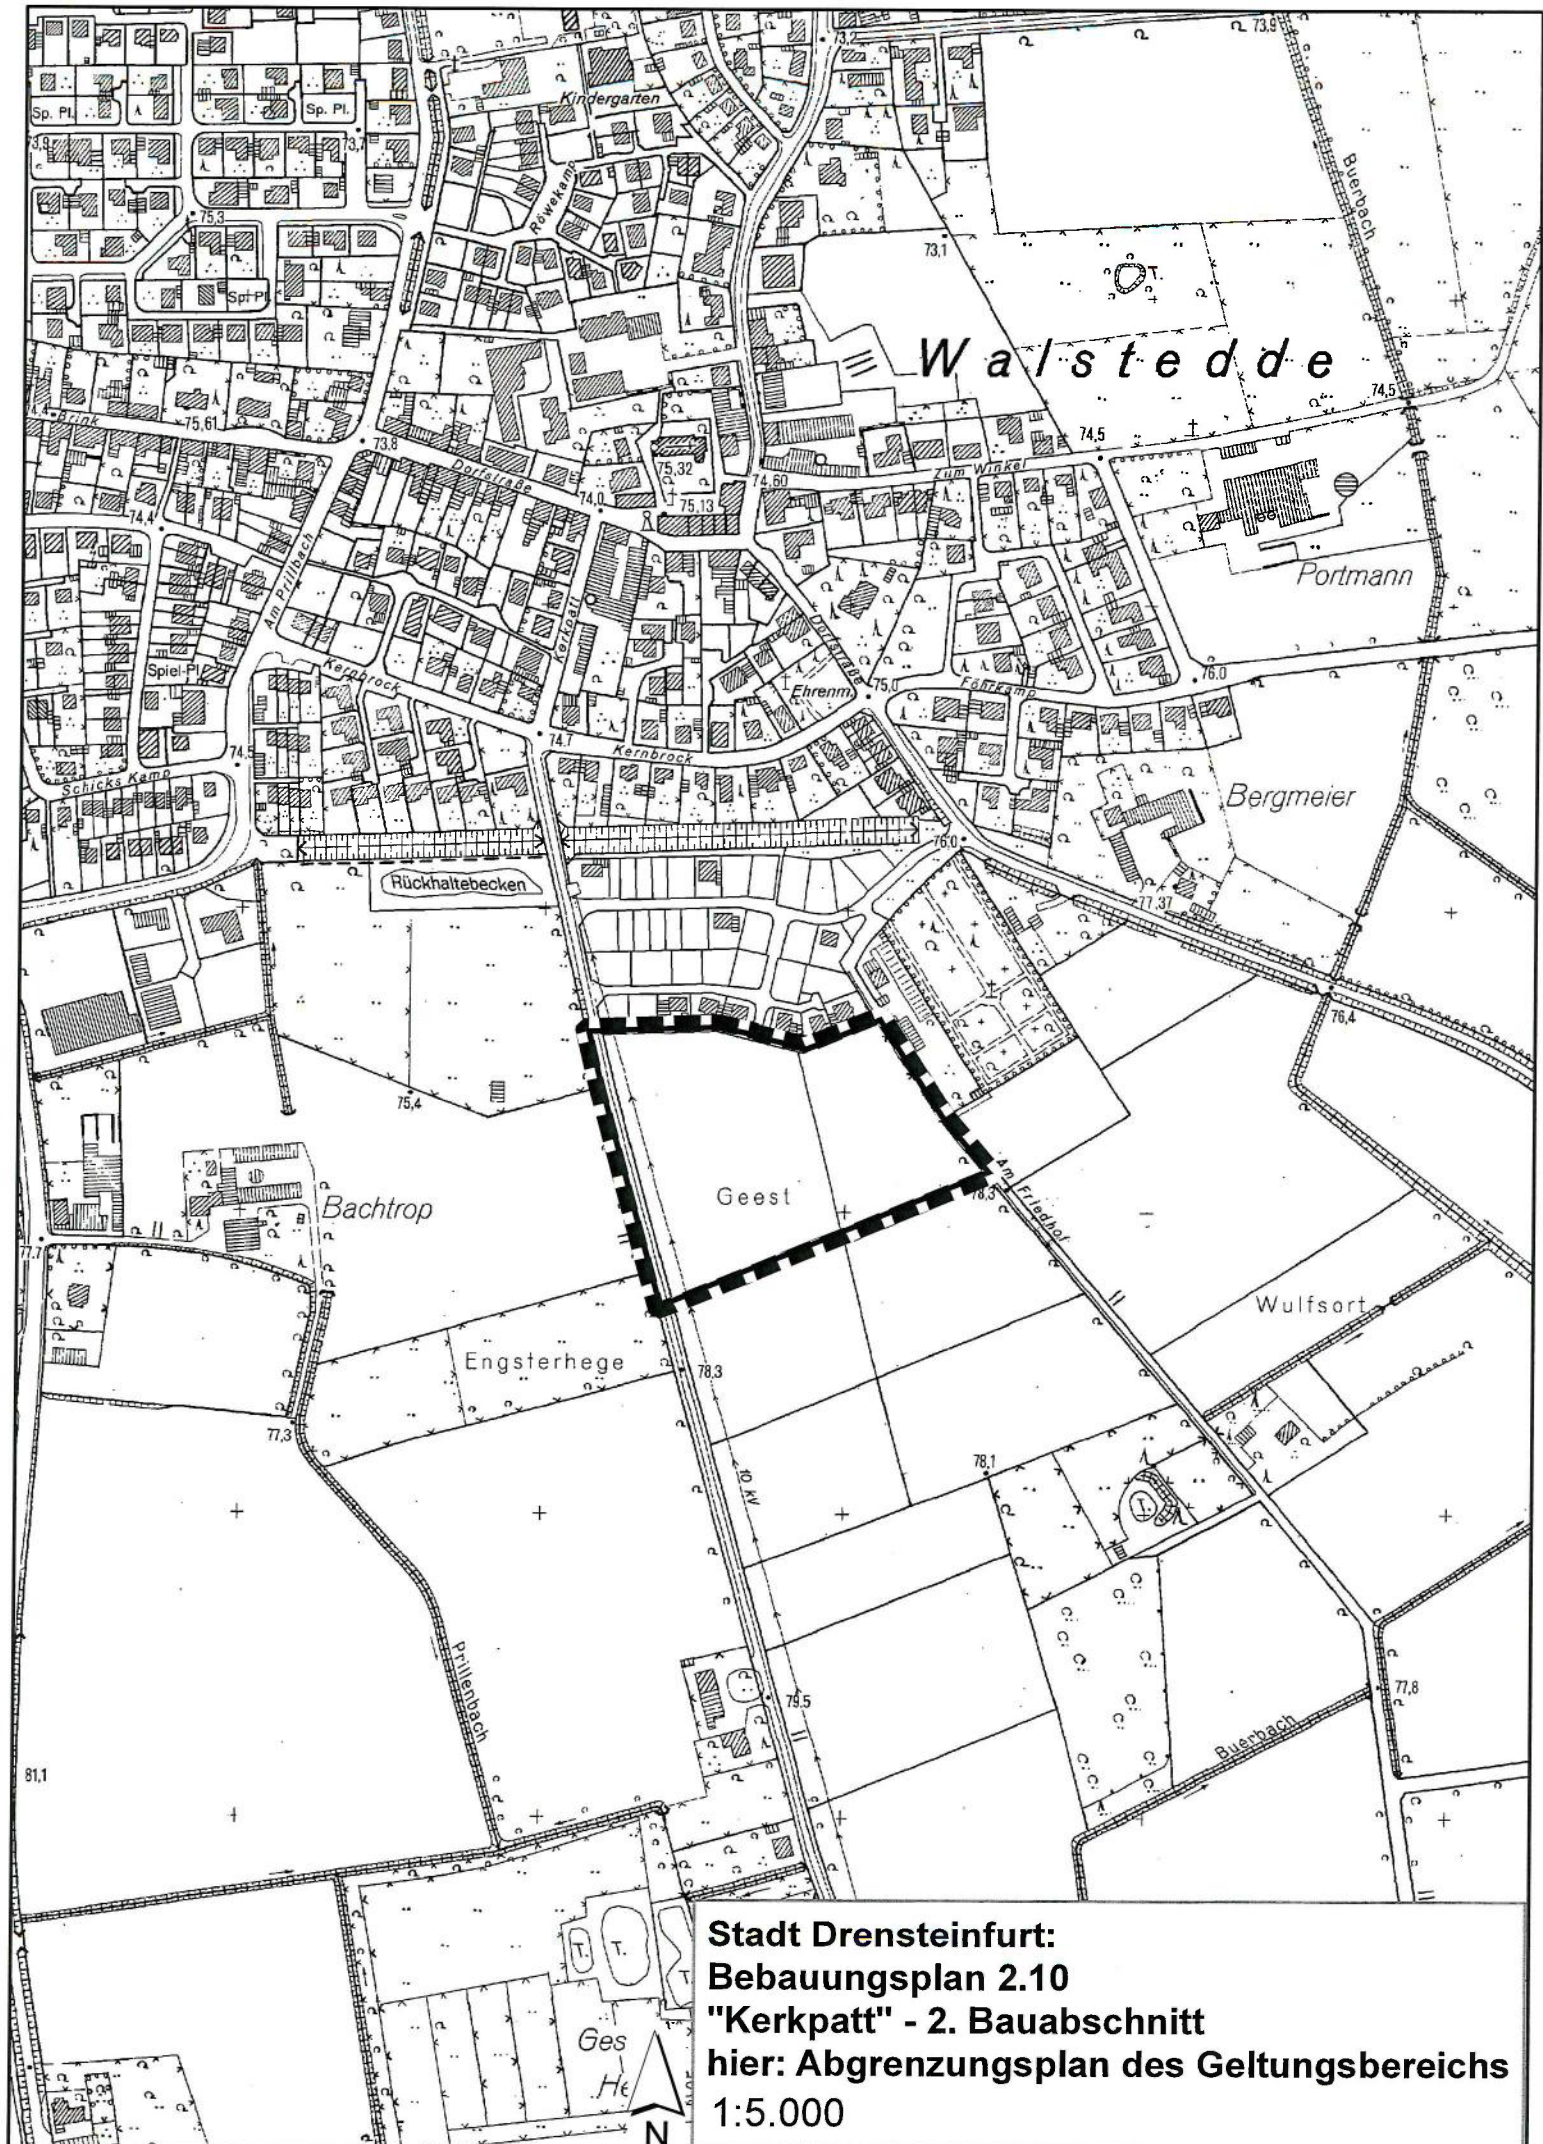 73,2
73,9
Kindergarten
Sp. Pl.
Sp. Pl.
73,9
73,7
Buerbach
Röwekamp
75,3
73,1
T.
Sp. Pl.
Walstedde
74,5
Brink
75,61
73,8
74,5
Dorfstraße
75,32
Zum Winkel
74,60
74,0
75,13
74,4
Am Prillbach
Portmann
Kerkpatt
Dorfstraße
Spiel-Pl.
Kernbrock
Ehrenm.
75,0
Föhrkamp
76,0
74,7
Kernbrock
74,5
Schicks Kamp
Bergmeier
76,0
Rückhaltebecken
77,37
76,4
75,4
Am Friedhof
78,3
Geest
Bachtrop
77,7
Wulfsort
Engsterhege
78,3
77,3
78,1
10 kV
T.
Prillenbach
77,8
79,5
Buerbach
81,1
T.
T.
T
Ges
He
N
Stadt Drensteinfurt:
Bebauungsplan 2.10
"Kerkpatt" - 2. Bauabschnitt
hier: Abgrenzungsplan des Geltungsbereichs
1:5.000